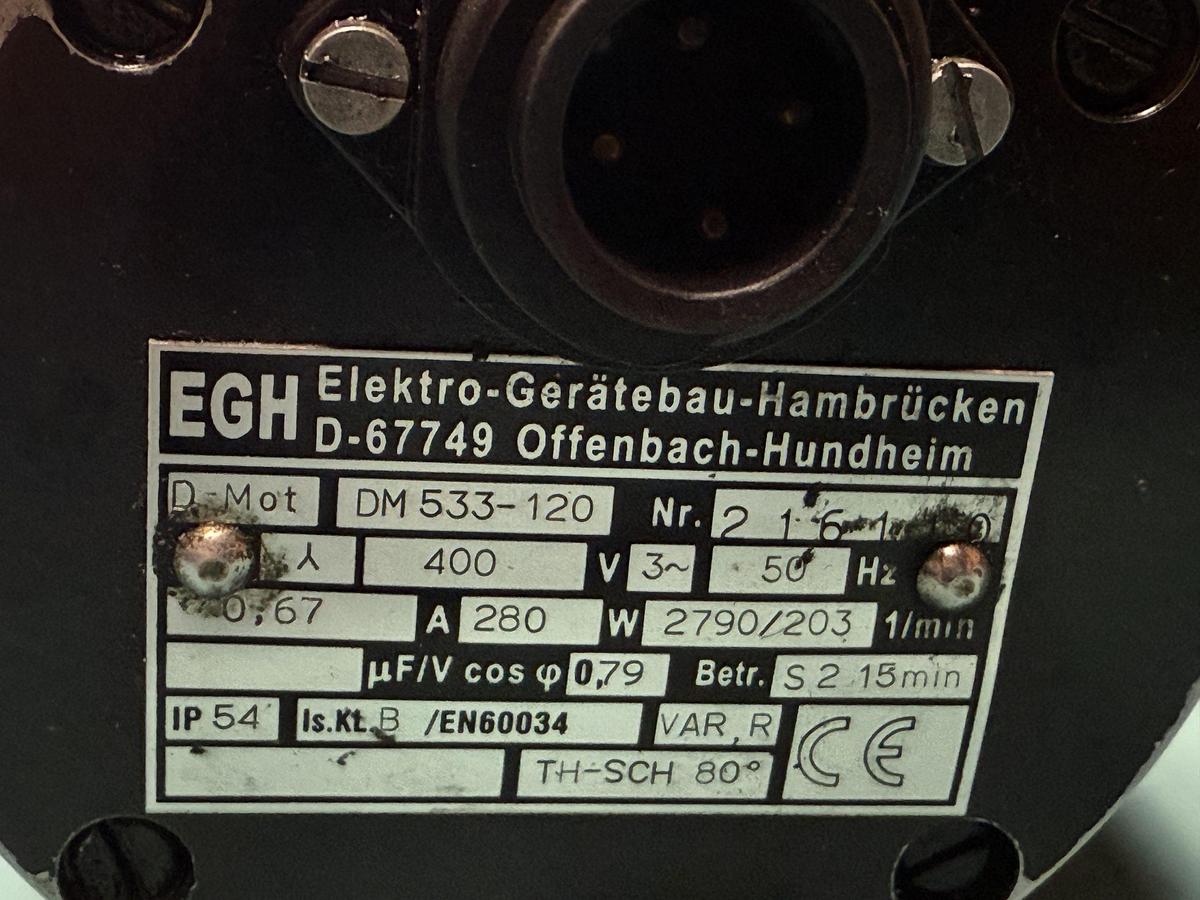 EGH Elektro-Gerätebau-Hambrücken
D-67749 Offenbach-Hundheim
D-Mot DM 533-120 Nr.
400 V 3~ 50 Hz
0,67 A 280 W 2790/203 1/min
µF/V cos φ 0,79 Betr. S 2 15min
IP 54 Is.Kl. B /EN60034 VAR, R CE
TH-SCH 80°